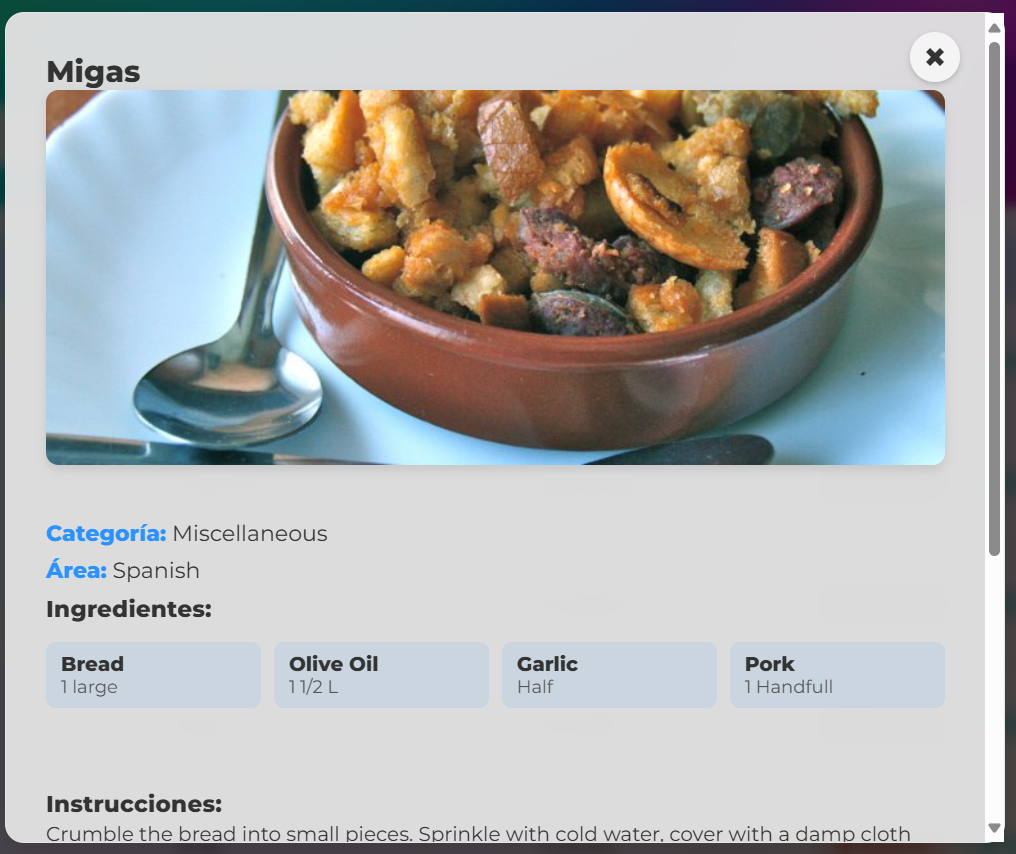 Migas
Categoría: Miscellaneous
Área: Spanish
Ingredientes:
Bread
1 large
Olive Oil
1 1/2 L
Garlic
Half
Pork
1 Handfull
Instrucciones:
Crumble the bread into small pieces. Sprinkle with cold water, cover with a damp cloth